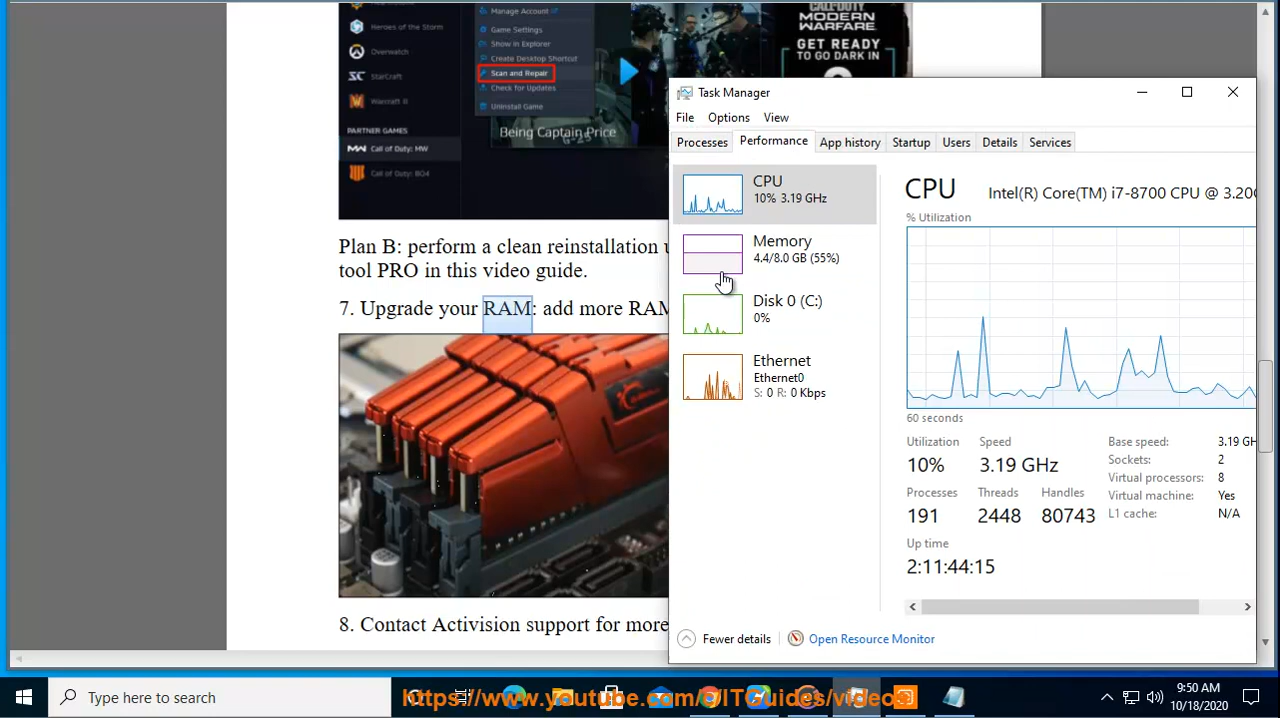 Heroes of the Storm
Overwatch
StarCraft
Warcraft III
PARTNER GAMES
Call of Duty: MW
Call of Duty: BO4
Manage Account
Game Settings
Show in Explorer
Create Desktop Shortcut
Scan and Repair
Check for Updates
Uninstall Game
Being Captain Price
CALL OF DUTY
MODERN
WARFARE
GET READY
TO GO DARK IN
Plan B: perform a clean reinstallation
tool PRO in this video guide.
7. Upgrade your RAM: add more RAM
8. Contact Activision support for more
Task Manager
File Options View
Processes Performance App history Startup Users Details Services
CPU
10% 3.19 GHz
Memory
4.4/8.0 GB (55%)
Disk 0 (C:)
0%
Ethernet
Ethernet0
S: 0 R: 0 Kbps
CPU Intel(R) Core(TM) i7-8700 CPU @ 3.20
% Utilization
60 seconds
Utilization Speed
10% 3.19 GHz
Processes Threads Handles
191 2448 80743
Up time
2:11:44:15
Base speed: 3.19 GH
Sockets: 2
Virtual processors: 8
Virtual machine: Yes
L1 cache: N/A
Fewer details Open Resource Monitor
Type here to search
https://www.youtube.com/c/ITGuides/videos
9:50 AM
10/18/2020